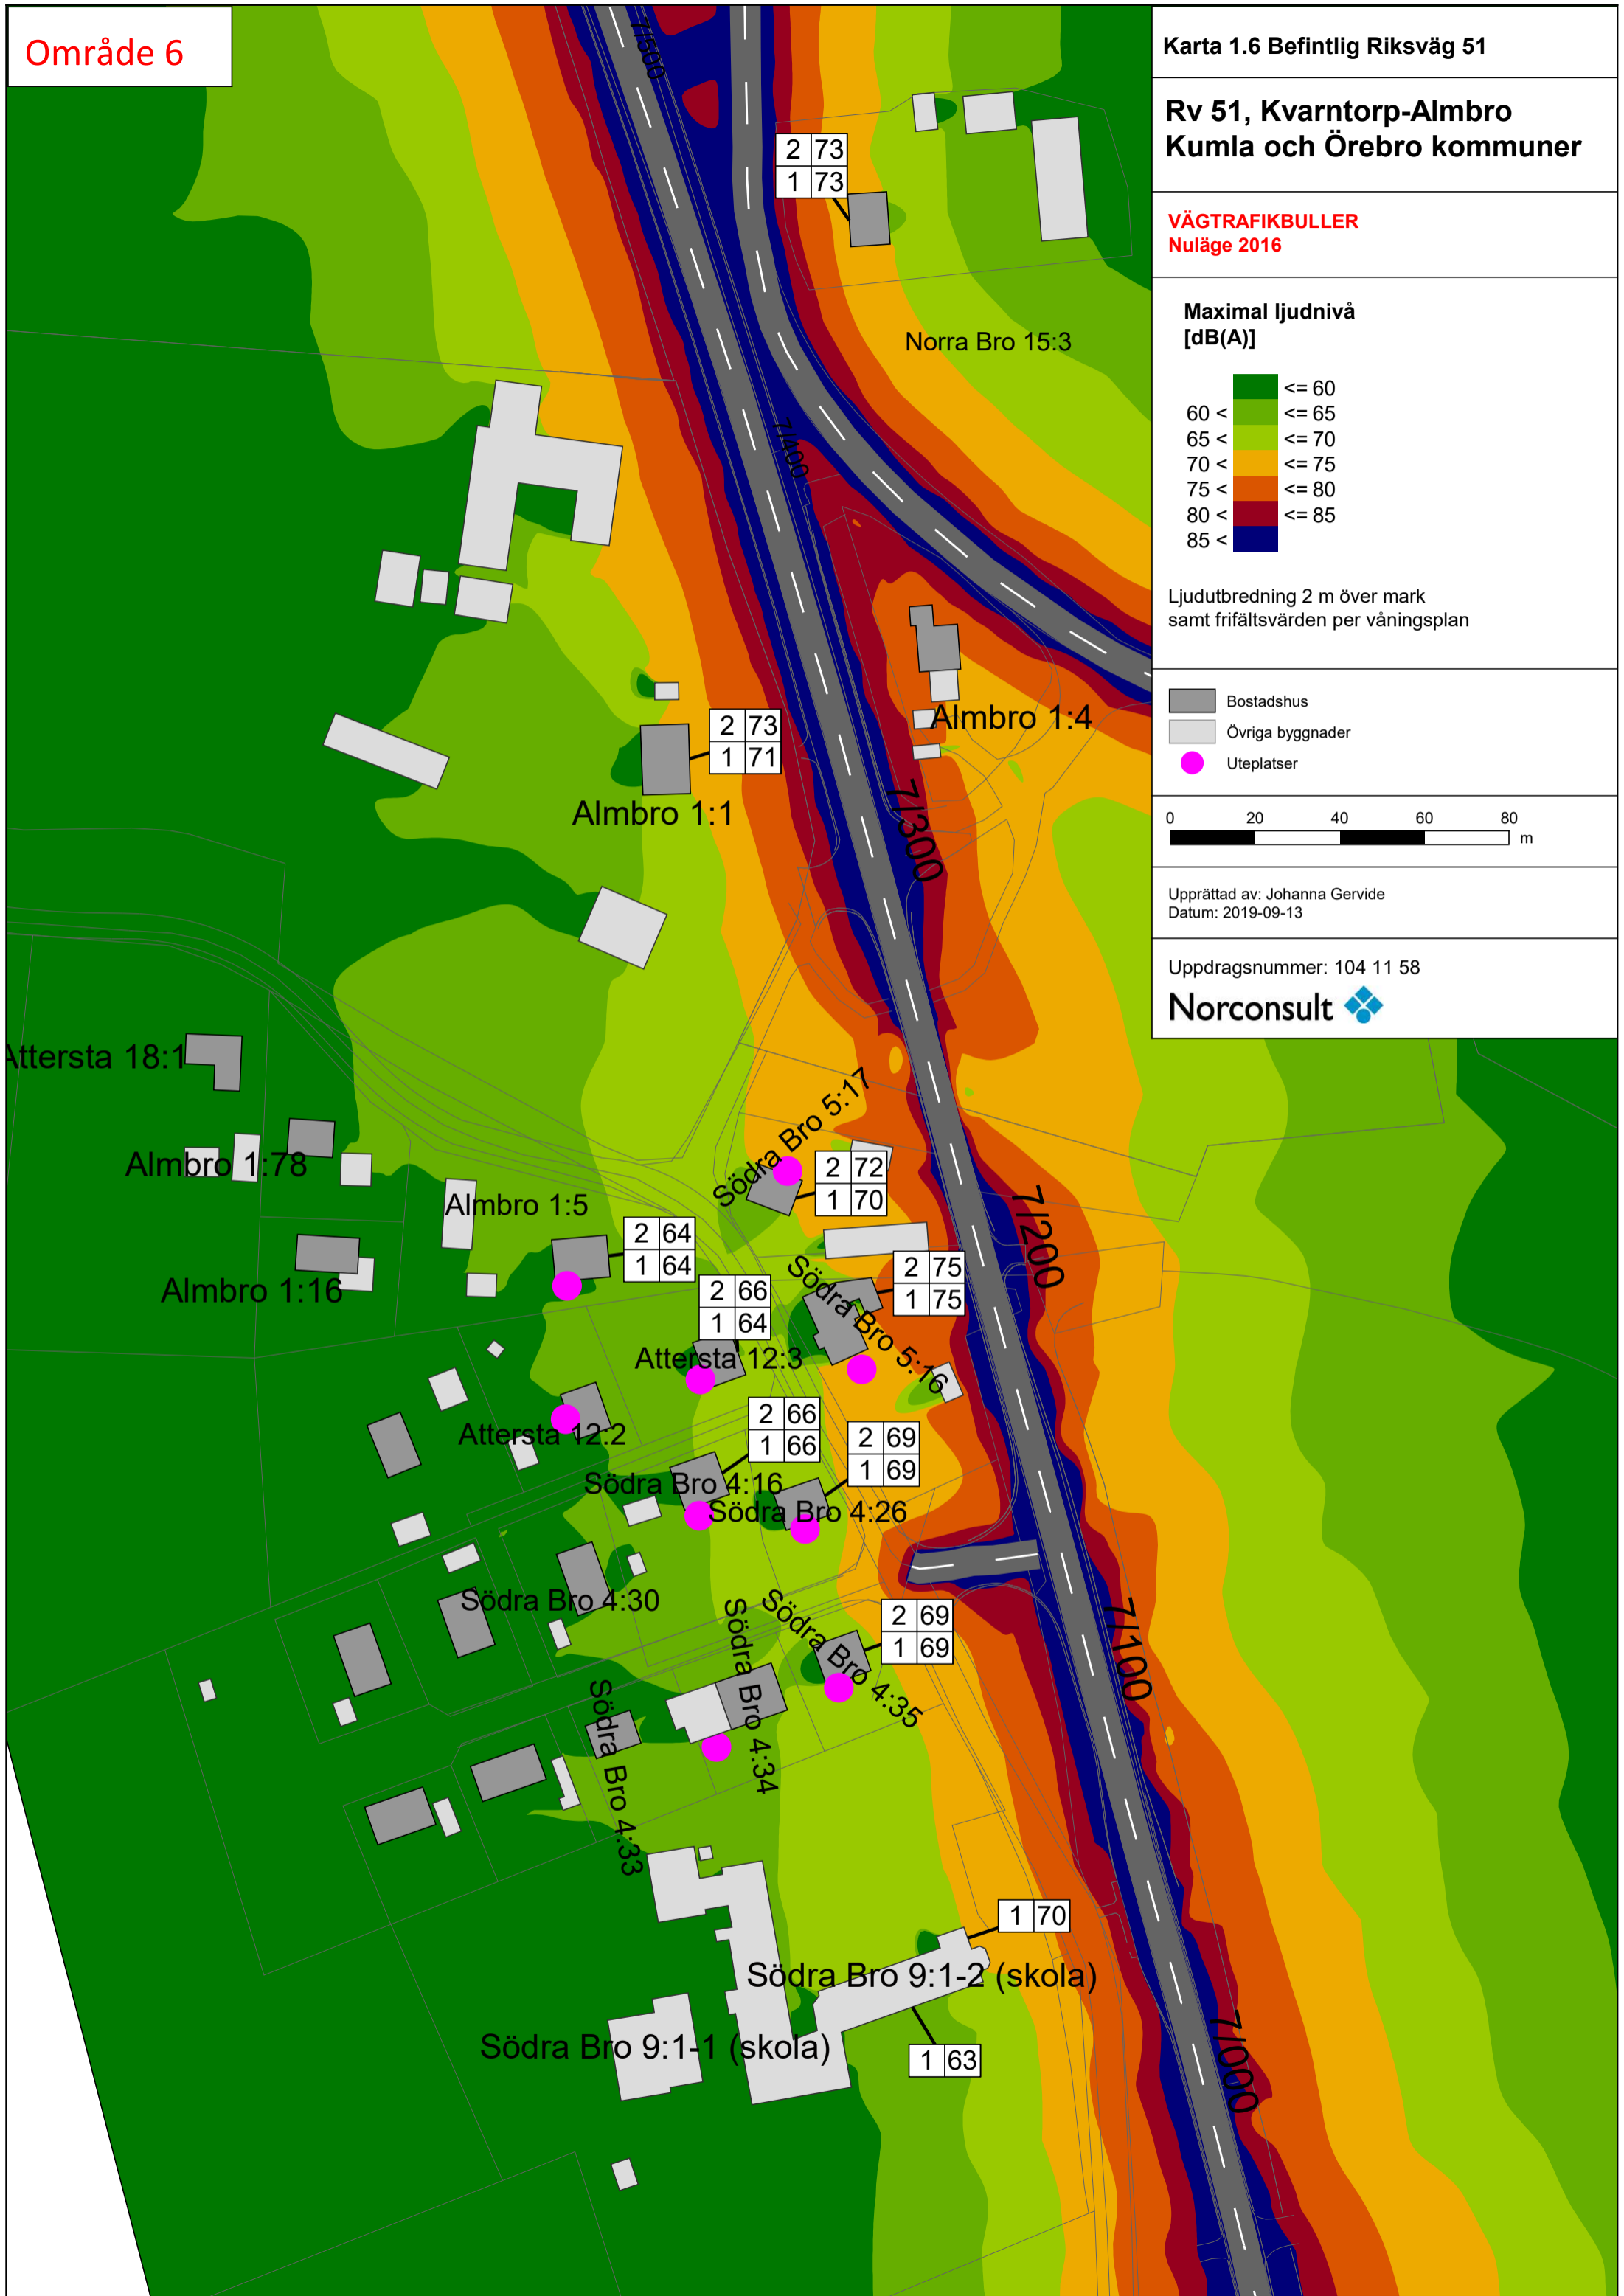 Område 6
Karta 1.6 Befintlig Riksväg 51
Rv 51, Kvarntorp-Almbro
Kumla och Örebro kommuner
VÄGTRAFIKBULLER
Nuläge 2016
Maximal ljudnivå
[dB(A)]
<= 60
60 < <= 65
65 < <= 70
70 < <= 75
75 < <= 80
80 < <= 85
85 <
Ljudutbredning 2 m över mark
samt frifältsvärden per våningsplan
Bostadshus
Övriga byggnader
Uteplatser
0 20 40 60 80
m
Upprättad av: Johanna Gervide
Datum: 2019-09-13
Uppdragsnummer: 104 11 58
Norconsult
7/500
2 73
1 73
Norra Bro 15:3
7/400
Almbro 1:4
2 73
1 71
Almbro 1:1
7/300
Attersta 18:1
Södra Bro 5:17
2 72
1 70
Almbro 1:78
Almbro 1:5
7/200
2 64
1 64
Almbro 1:16
2 75
1 75
Södra Bro 5:16
2 66
1 64
Attersta 12:3
Attersta 12:2
2 66
1 66
2 69
1 69
Södra Bro 4:16
Södra Bro 4:26
Södra Bro 4:30
2 69
1 69
Södra Bro 4:35
Södra Bro 4:34
Södra Bro 4:33
7/100
1 70
Södra Bro 9:1-2 (skola)
Södra Bro 9:1-1 (skola)
1 63
7/000